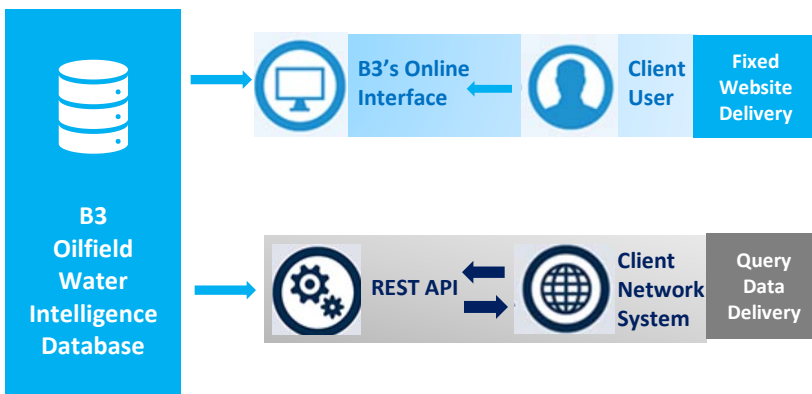 B3
Oilfield
Water
Intelligence
Database
B3's Online
Interface
Client
User
Fixed
Website
Delivery
REST API
Client
Network
System
Query
Data
Delivery